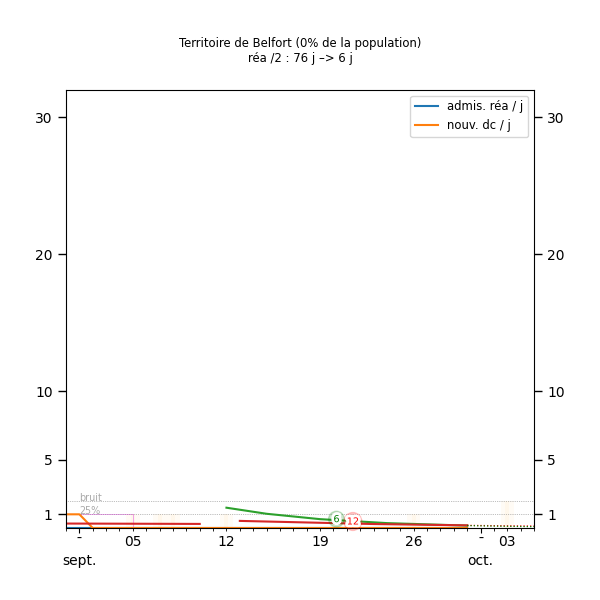 Territoire de Belfort (0% de la population)
réa /2 : 76 j –> 6 j
admis. réa / j
nouv. dc / j
30 30
20 20
10 10
5 5
bruit
25%
1 1
6 12
- 05 12 19 26 - 03
sept. oct.